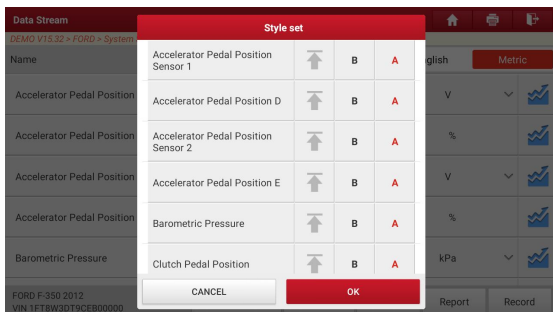 Data Stream
Style set
DEMO V15.32 > FORD > System
Name
glish
Metric
Accelerator Pedal Position
Sensor 1
B
A
Accelerator Pedal Position
V
Accelerator Pedal Position D
B
A
Accelerator Pedal Position
%
Accelerator Pedal Position
Sensor 2
B
A
Accelerator Pedal Position
V
Accelerator Pedal Position E
B
A
Accelerator Pedal Position
%
Barometric Pressure
B
A
Barometric Pressure
kPa
Clutch Pedal Position
B
A
CANCEL
OK
FORD F-350 2012
VIN 1FT8W3DT9CEB00000
Report
Record